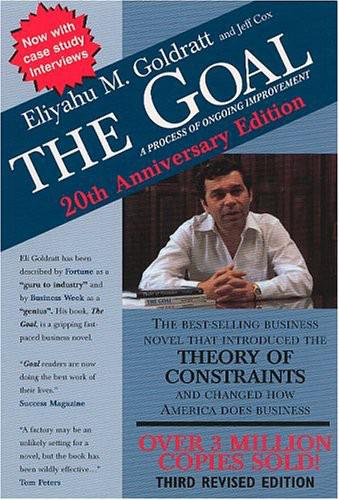 Now with
case study
Interviews
Eliyahu M. Goldratt and Jeff Cox
THE GOAL
A PROCESS OF ONGOING IMPROVEMENT
20th Anniversary Edition
Eli Goldratt has been
described by Fortune as a
"guru to industry" and
by Business Week as a
"genius". His book, The
Goal, is a gripping fast-
paced business novel.
"Goal readers are now
doing the best work of
their lives."
Success Magazine
"A factory may be an
unlikely setting for a
novel, but the book has
been wildly effective..."
Tom Peters
THE BEST-SELLING BUSINESS
NOVEL THAT INTRODUCED THE
THEORY OF
CONSTRAINTS
AND CHANGED HOW
AMERICA DOES BUSINESS
OVER 3 MILLION
COPIES SOLD!
THIRD REVISED EDITION